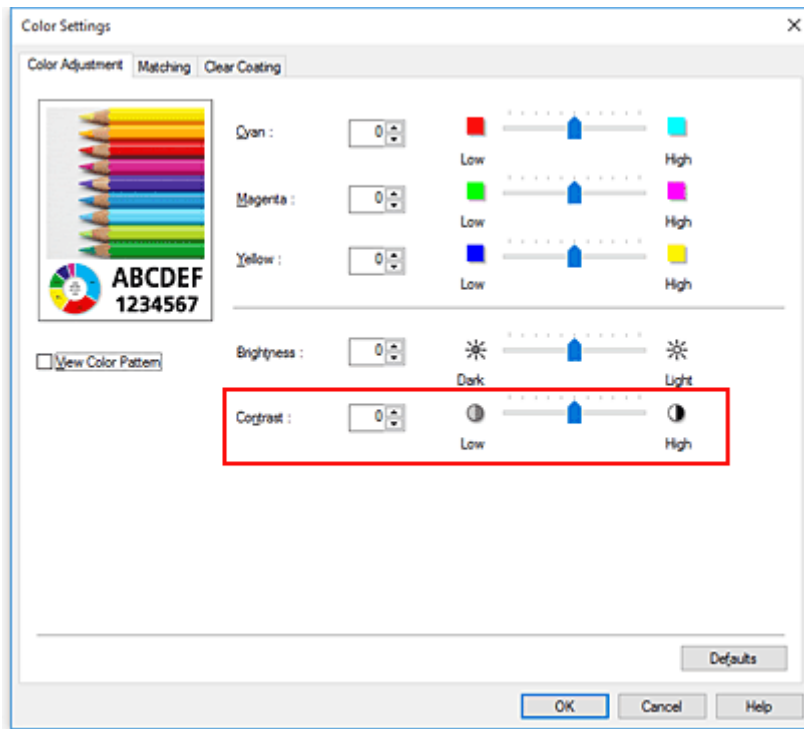 Color Settings
Color Adjustment Matching Clear Coating
Cyan : 0
Low High
Magenta : 0
Low High
Yellow : 0
Low High
ABCDEF
1234567
View Color Pattern
Brightness : 0
Dark Light
Contrast : 0
Low High
Defaults
OK Cancel Help